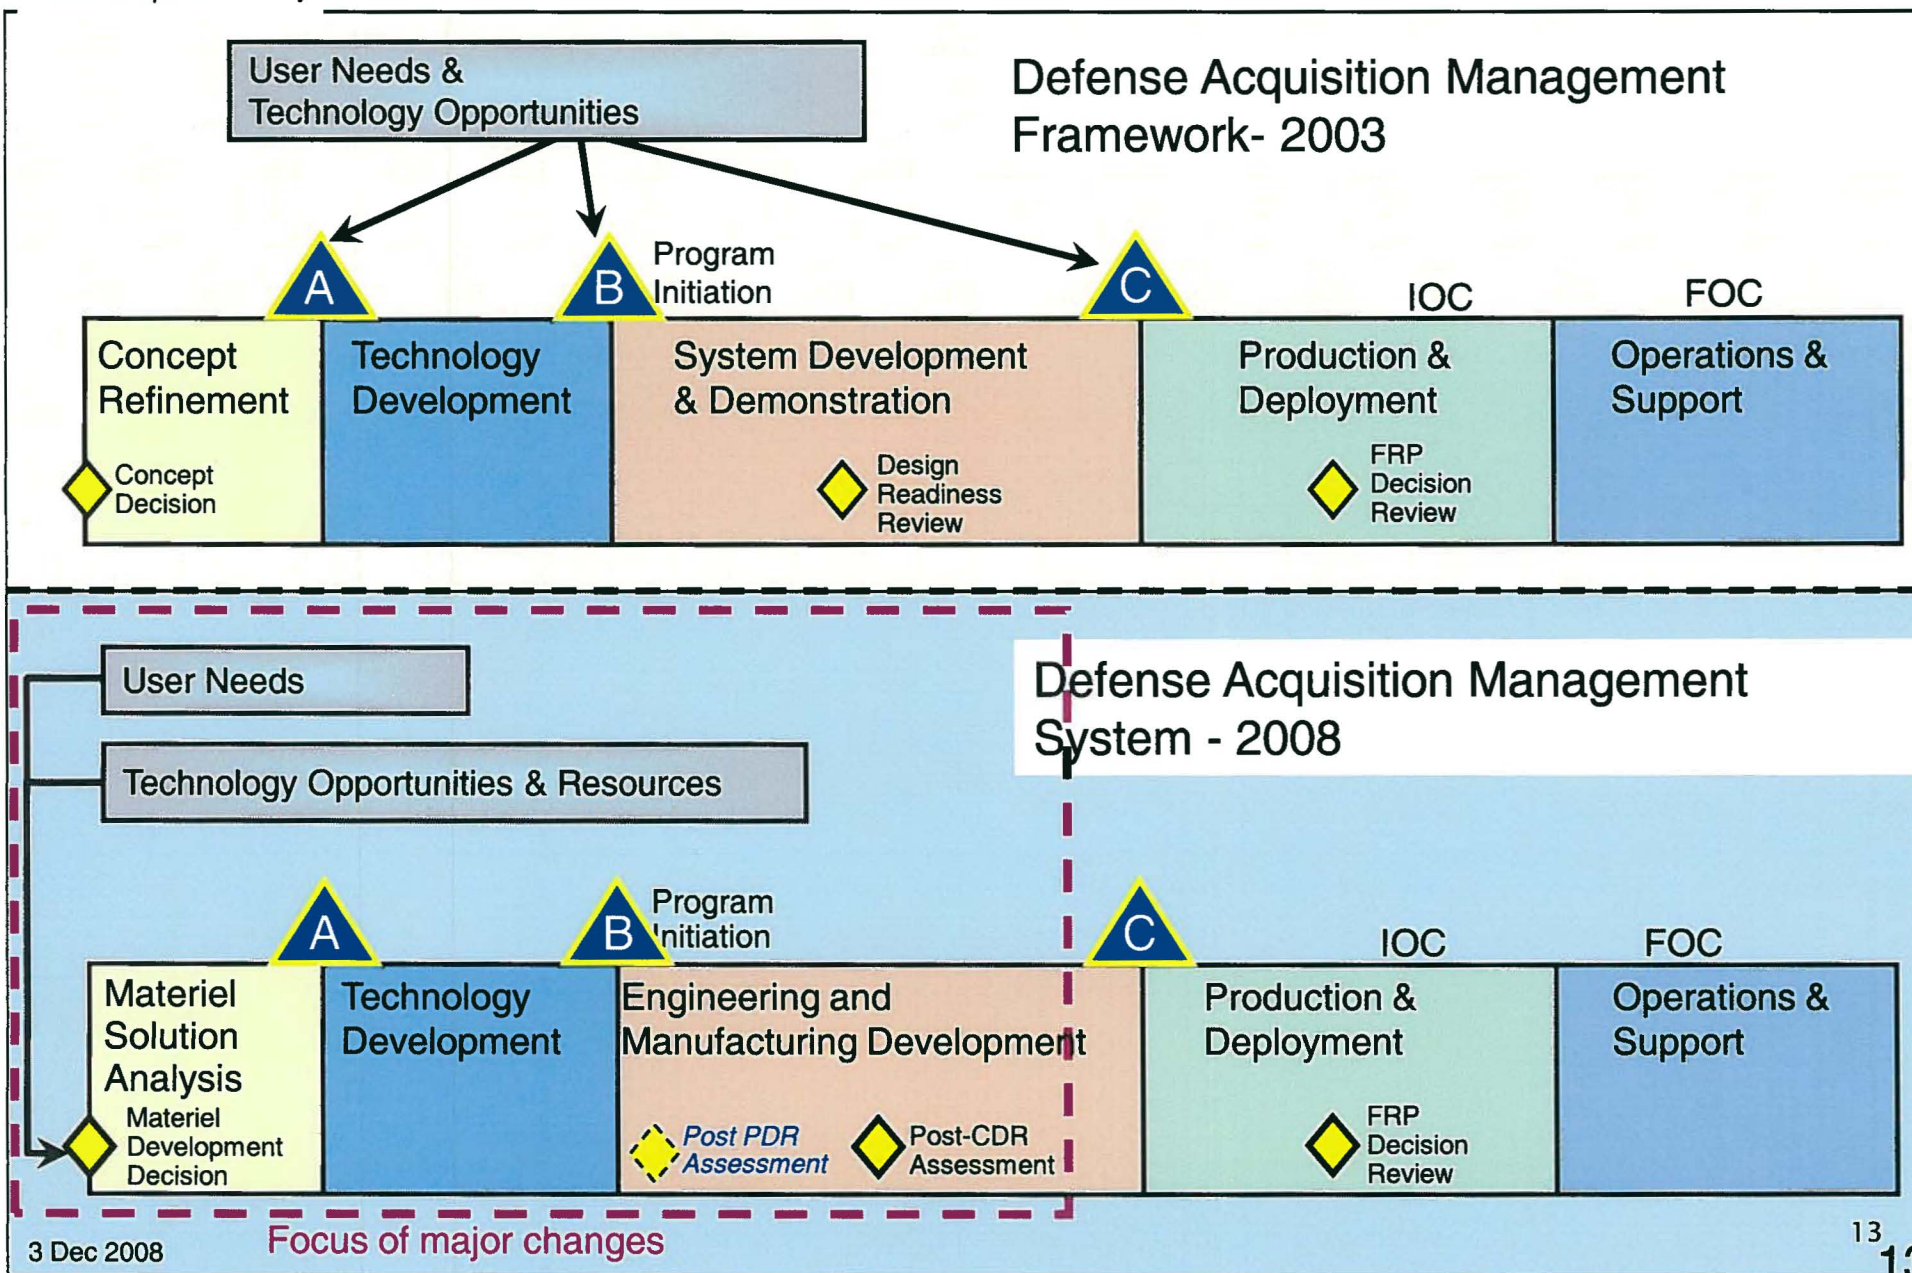 User Needs &
Technology Opportunities
Defense Acquisition Management
Framework- 2003
A
B
Program
Initiation
C
IOC
FOC
Concept
Refinement
Technology
Development
System Development
& Demonstration
Production &
Deployment
Operations &
Support
Concept
Decision
Design
Readiness
Review
FRP
Decision
Review
User Needs
Technology Opportunities & Resources
Defense Acquisition Management
System - 2008
A
B
Program
Initiation
C
IOC
FOC
Materiel
Solution
Analysis
Technology
Development
Engineering and
Manufacturing Development
Production &
Deployment
Operations &
Support
Materiel
Development
Decision
Post PDR
Assessment
Post-CDR
Assessment
FRP
Decision
Review
3 Dec 2008
Focus of major changes
13